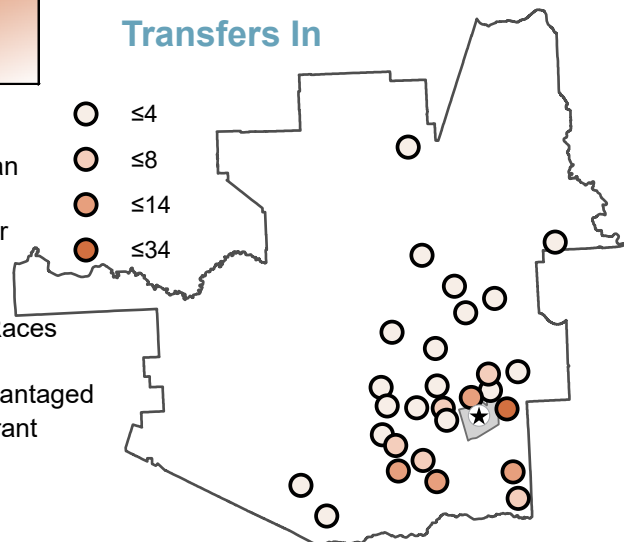 Transfers In
≤4
≤8
≤14
≤34
an
r
aces
antaged
rant